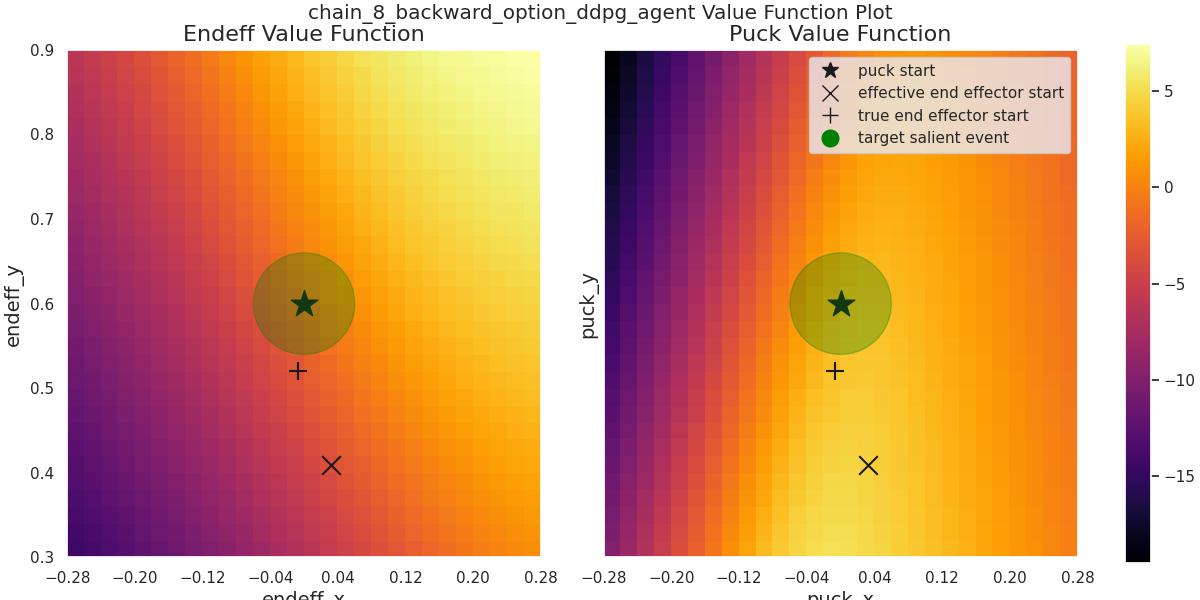 chain_8_backward_option_ddpg_agent Value Function Plot
Endeff Value Function
Puck Value Function
puck start
effective end effector start
true end effector start
target salient event
0.9
0.8
0.7
0.6
0.5
0.4
0.3
endeff_y
−0.28 −0.20 −0.12 −0.04 0.04 0.12 0.20 0.28
endeff_x
puck_y
−0.28 −0.20 −0.12 −0.04 0.04 0.12 0.20 0.28
puck_x
5
0
−5
−10
−15